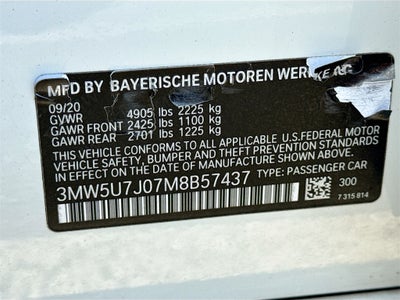 MFD BY BAYERISCHE MOTOREN WERKE AG
09/20
GVWR 4905 lbs 2225 kg
GAWR FRONT 2425 lbs 1100 kg
GAWR REAR 2701 lbs 1225 kg
THIS VEHICLE CONFORMS TO ALL APPLICABLE U.S.FEDERAL MOTOR
VEHICLE SAFETY, BUMPER AND THEFT PREVENTION
STANDARDS IN EFFECT ON THE
DATE OF MANUFACTURE SHOWN ABOVE.
3MW5U7J07M8B57437 TYPE: PASSENGER CAR
300
7 315 814